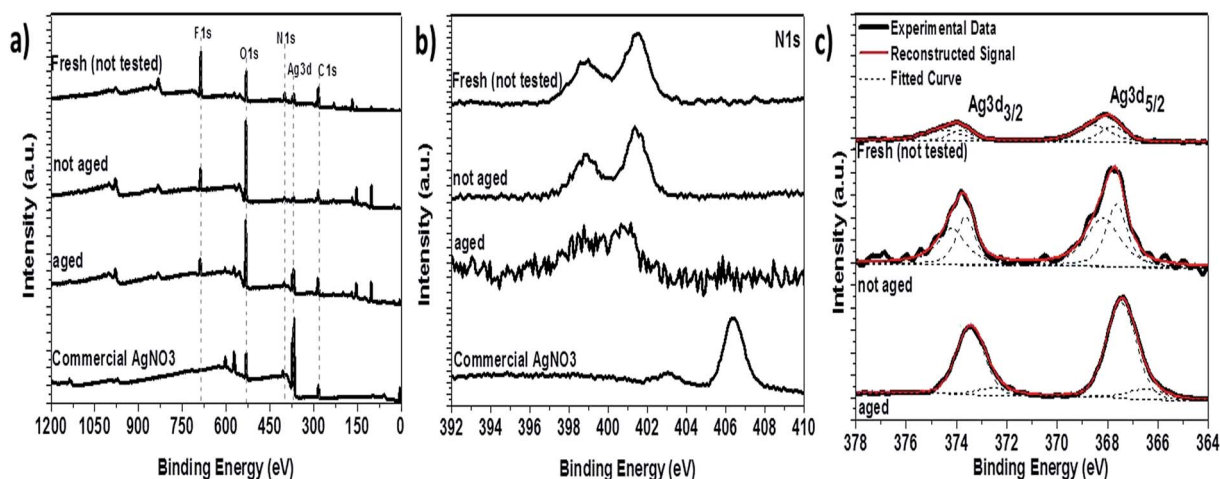 a)
F1s
O1s
N1s
Ag3d
C1s
Fresh (not tested)
not aged
aged
Commercial AgNO3
Intensity (a.u.)
1200 1050 900 750 600 450 300 150 0
Binding Energy (eV)
b)
N1s
Fresh (not tested)
not aged
aged
Commercial AgNO3
Intensity (a.u.)
392 394 396 398 400 402 404 406 408 410
Binding Energy (eV)
c)
Experimental Data
Reconstructed Signal
Fitted Curve
Ag3d3/2
Ag3d5/2
Fresh (not tested)
not aged
aged
Intensity (a.u.)
378 376 374 372 370 368 366 364
Binding Energy (eV)